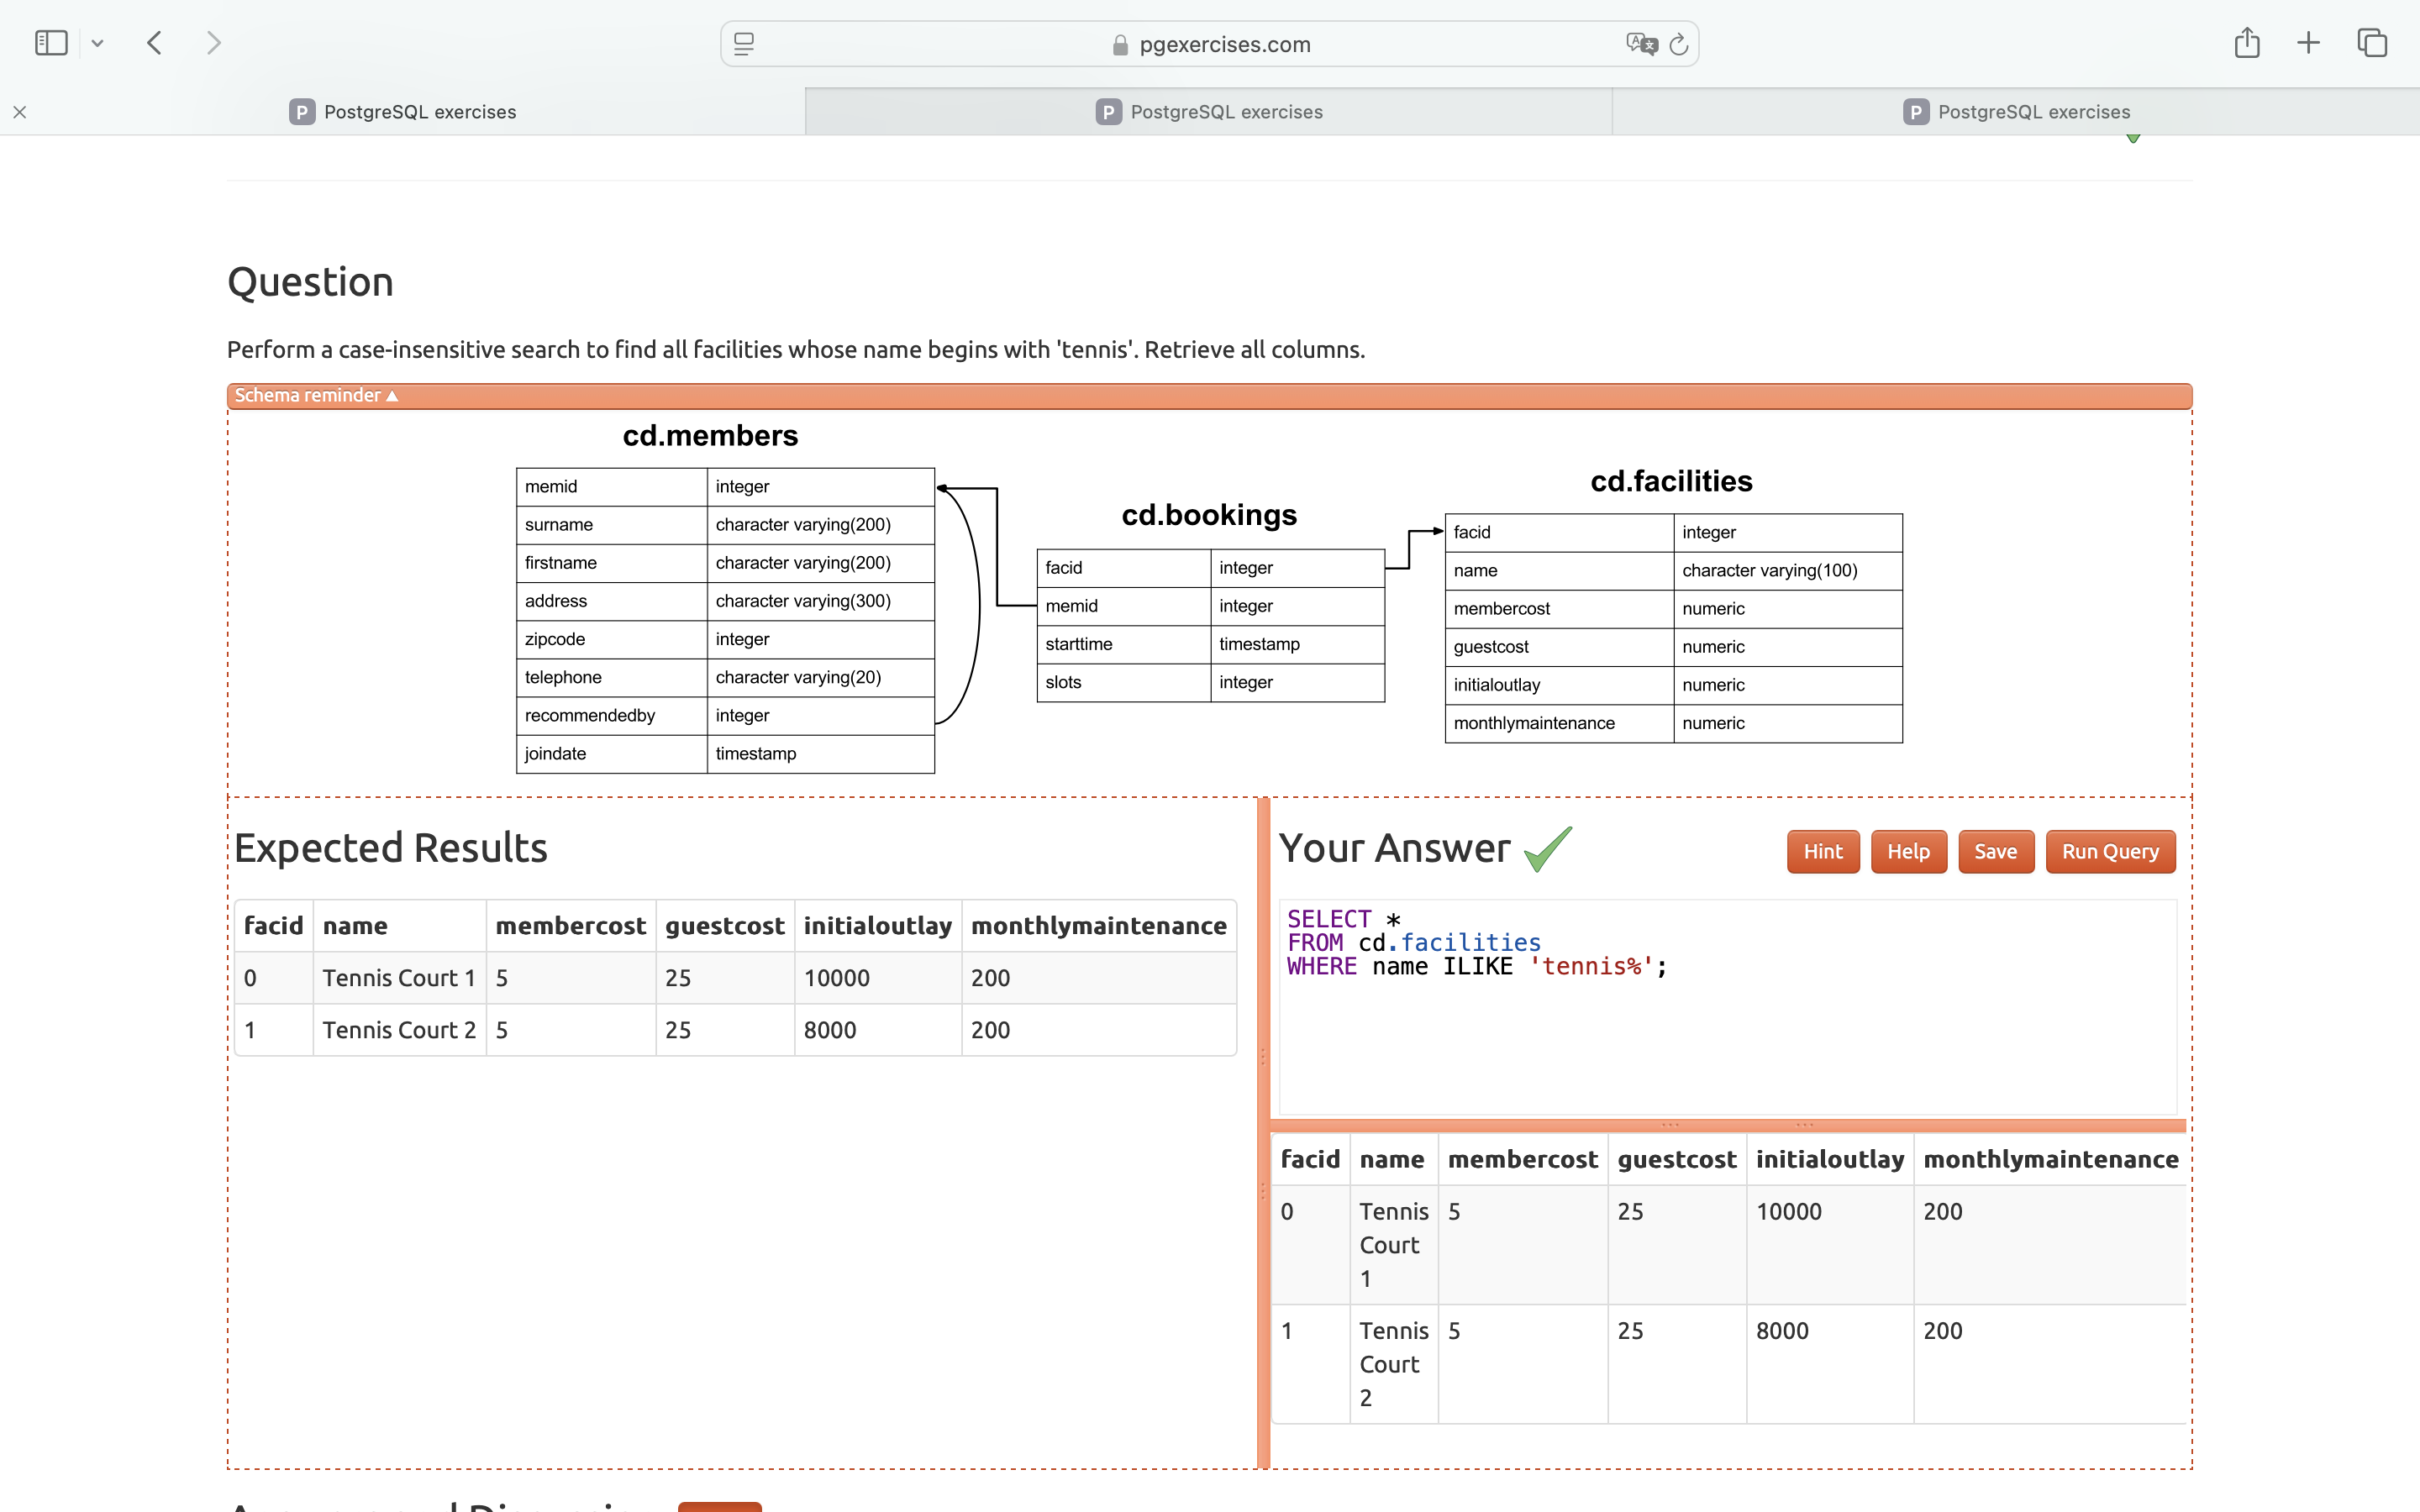 pgexercises.com
PostgreSQL exercises
PostgreSQL exercises
PostgreSQL exercises
Question
Perform a case-insensitive search to find all facilities whose name begins with 'tennis'. Retrieve all columns.
Schema reminder
cd.members
memid integer
surname character varying(200)
firstname character varying(200)
address character varying(300)
zipcode integer
telephone character varying(20)
recommendedby integer
joindate timestamp
cd.bookings
facid integer
memid integer
starttime timestamp
slots integer
cd.facilities
facid integer
name character varying(100)
membercost numeric
guestcost numeric
initialoutlay numeric
monthlymaintenance numeric
Expected Results
facid name membercost guestcost initialoutlay monthlymaintenance
0 Tennis Court 1 5 25 10000 200
1 Tennis Court 2 5 25 8000 200
Your Answer
Hint Help Save Run Query
SELECT *
FROM cd.facilities
WHERE name ILIKE 'tennis%';
facid name membercost guestcost initialoutlay monthlymaintenance
0 Tennis 5 25 10000 200
Court
1
1 Tennis 5 25 8000 200
Court
2